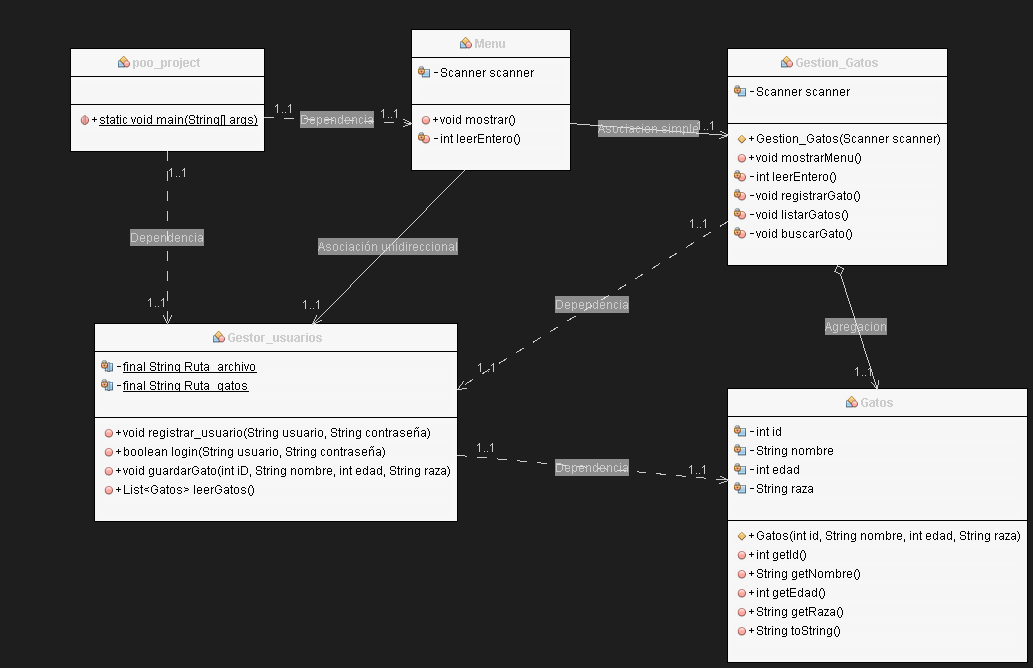 poo_project
+static void main(String[] args)
1..1
Dependencia
1..1
Menu
-Scanner scanner
+void mostrar()
-int leerEntero()
Asociacion simple
1..1
Gestion_Gatos
-Scanner scanner
+Gestion_Gatos(Scanner scanner)
+void mostrarMenu()
-int leerEntero()
-void registrarGato()
-void listarGatos()
-void buscarGato()
1..1
Dependencia
1..1
Asociación unidireccional
1..1
1..1
Dependencia
1..1
Agregacion
1..1
Gestor_usuarios
-final String Ruta_archivo
-final String Ruta_gatos
+void registrar_usuario(String usuario, String contraseña)
+boolean login(String usuario, String contraseña)
+void guardarGato(int iD, String nombre, int edad, String raza)
+List<Gatos> leerGatos()
1..1
Dependencia
1..1
Gatos
-int id
-String nombre
-int edad
-String raza
+Gatos(int id, String nombre, int edad, String raza)
+int getId()
+String getNombre()
+int getEdad()
+String getRaza()
+String toString()